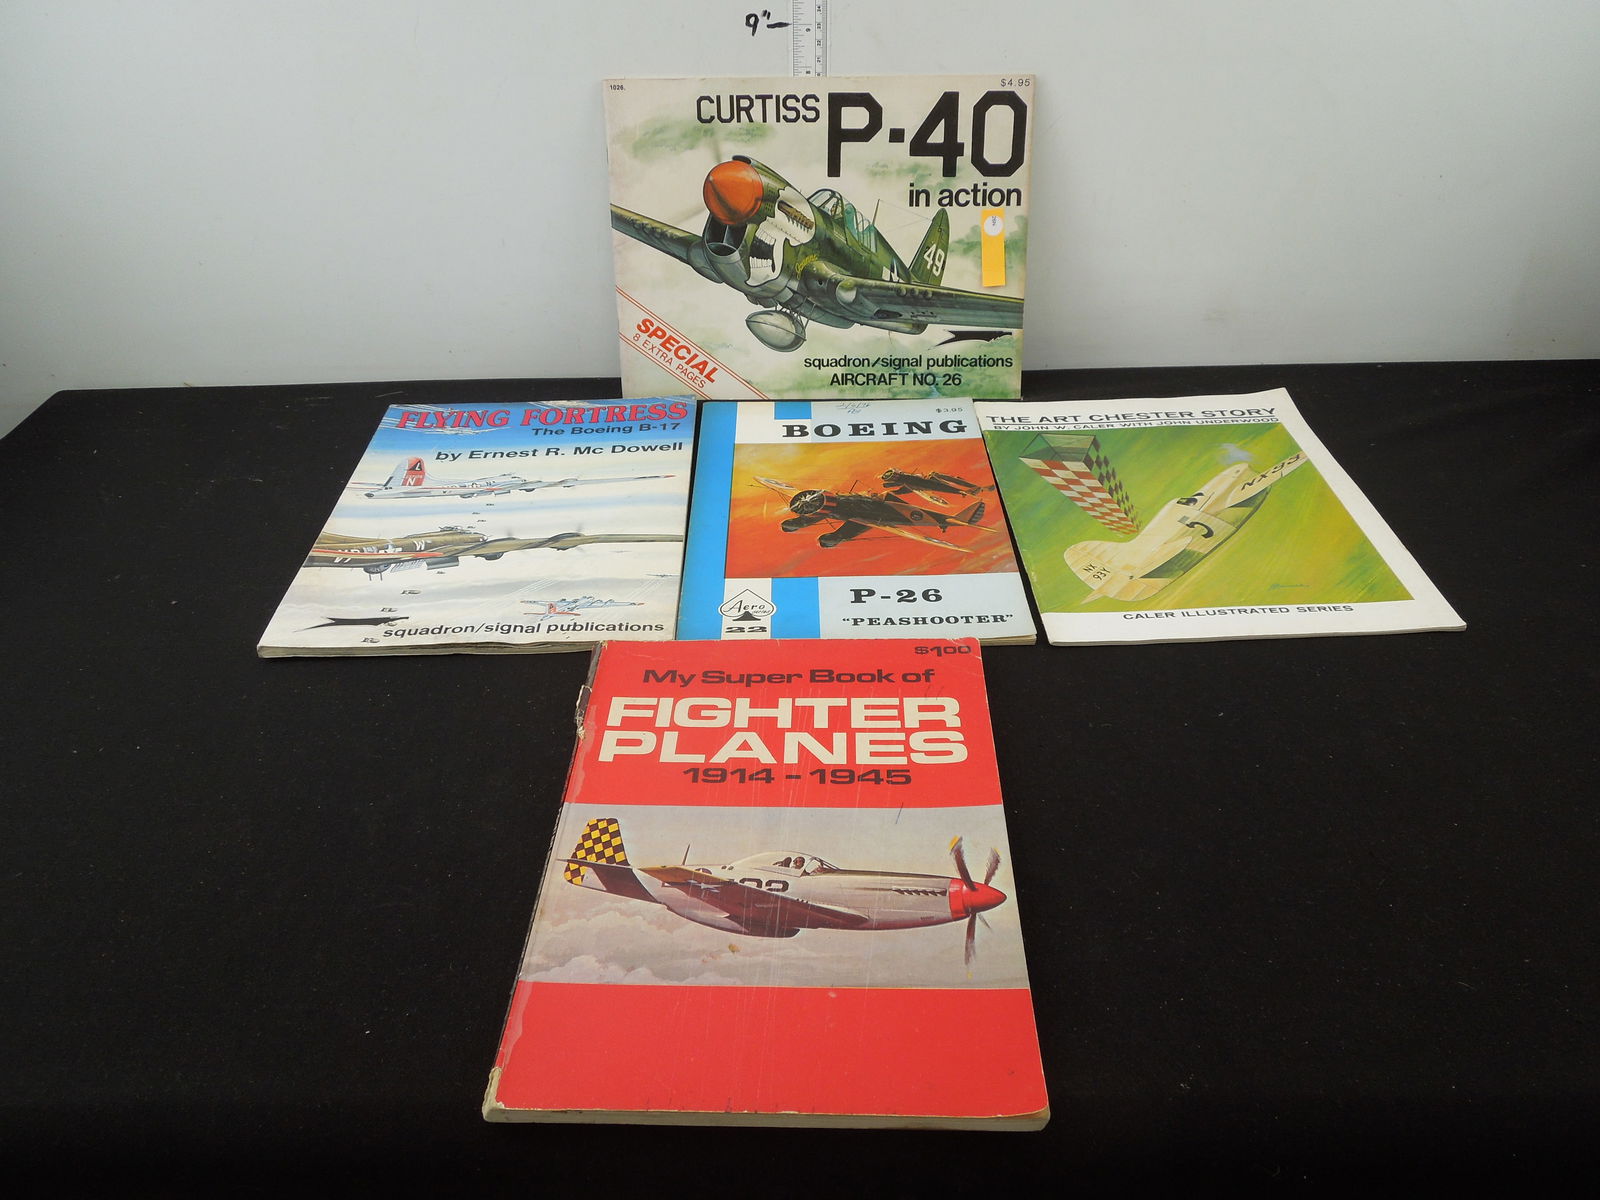 9"
1026.
$4.95
CURTISS P-40
in action
49
SPECIAL
8 EXTRA PAGES
squadron/signal publications
AIRCRAFT NO. 26
FLYING FORTRESS
The Boeing B-17
by Ernest R. Mc Dowell
squadron/signal publications
$3.95
BOEING
Aero
series
22
P-26
"PEASHOOTER"
THE ART CHESTER STORY
BY JOHN W. CALER WITH JOHN UNDERWOOD
5
CALER ILLUSTRATED SERIES
$1.00
My Super Book of
FIGHTER
PLANES
1914 - 1945